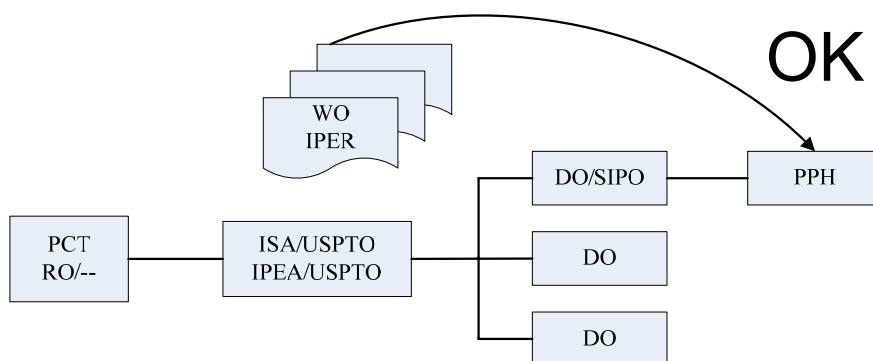 OK
WO
IPER
DO/SIPO
PPH
PCT
RO/--
ISA/USPTO
IPEA/USPTO
DO
DO